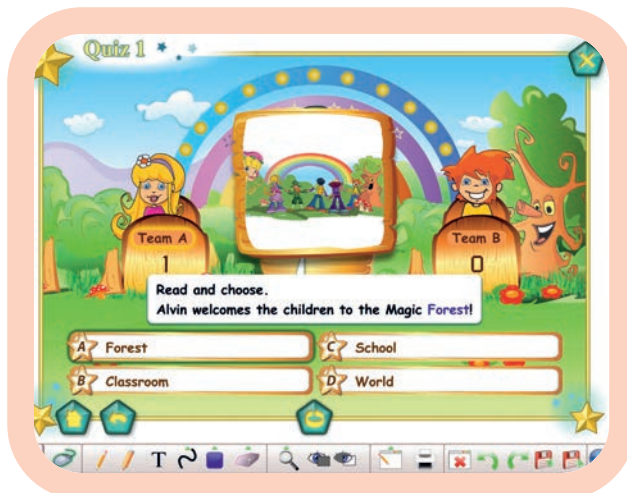 Quiz 1
Team A
1
Team B
0
Read and choose.
Alvin welcomes the children to the Magic Forest!
A Forest
B Classroom
C School
D World
T